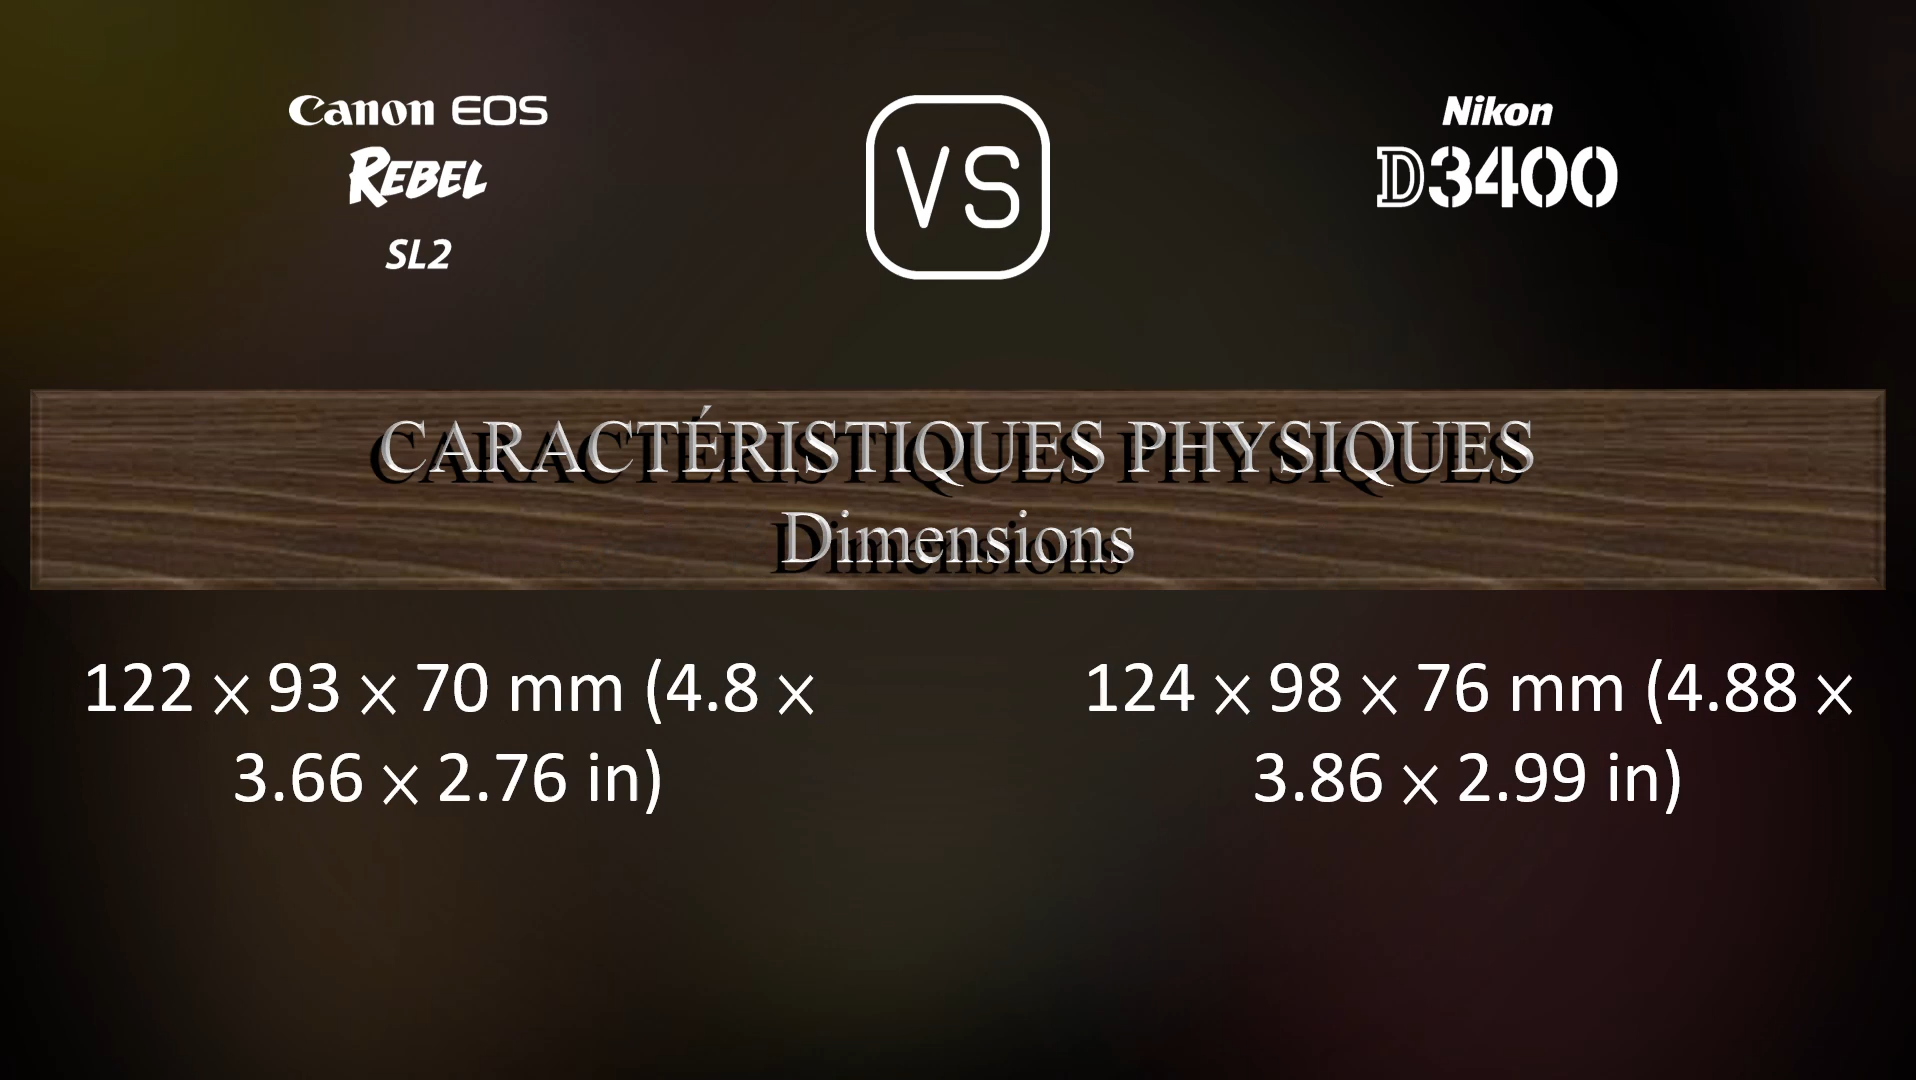 Canon EOS
REBEL
SL2
VS
Nikon
D3400
CARACTÉRISTIQUES PHYSIQUES
Dimensions
122 x 93 x 70 mm (4.8 x
3.66 x 2.76 in)
124 x 98 x 76 mm (4.88 x
3.86 x 2.99 in)